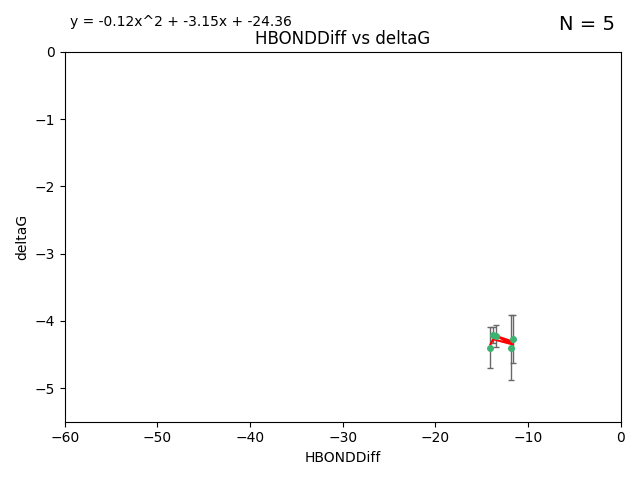 y = -0.12x^2 + -3.15x + -24.36
N = 5
HBONDDiff vs deltaG
0
−1
−2
−3
−4
−5
deltaG
−60
−50
−40
−30
−20
−10
0
HBONDDiff